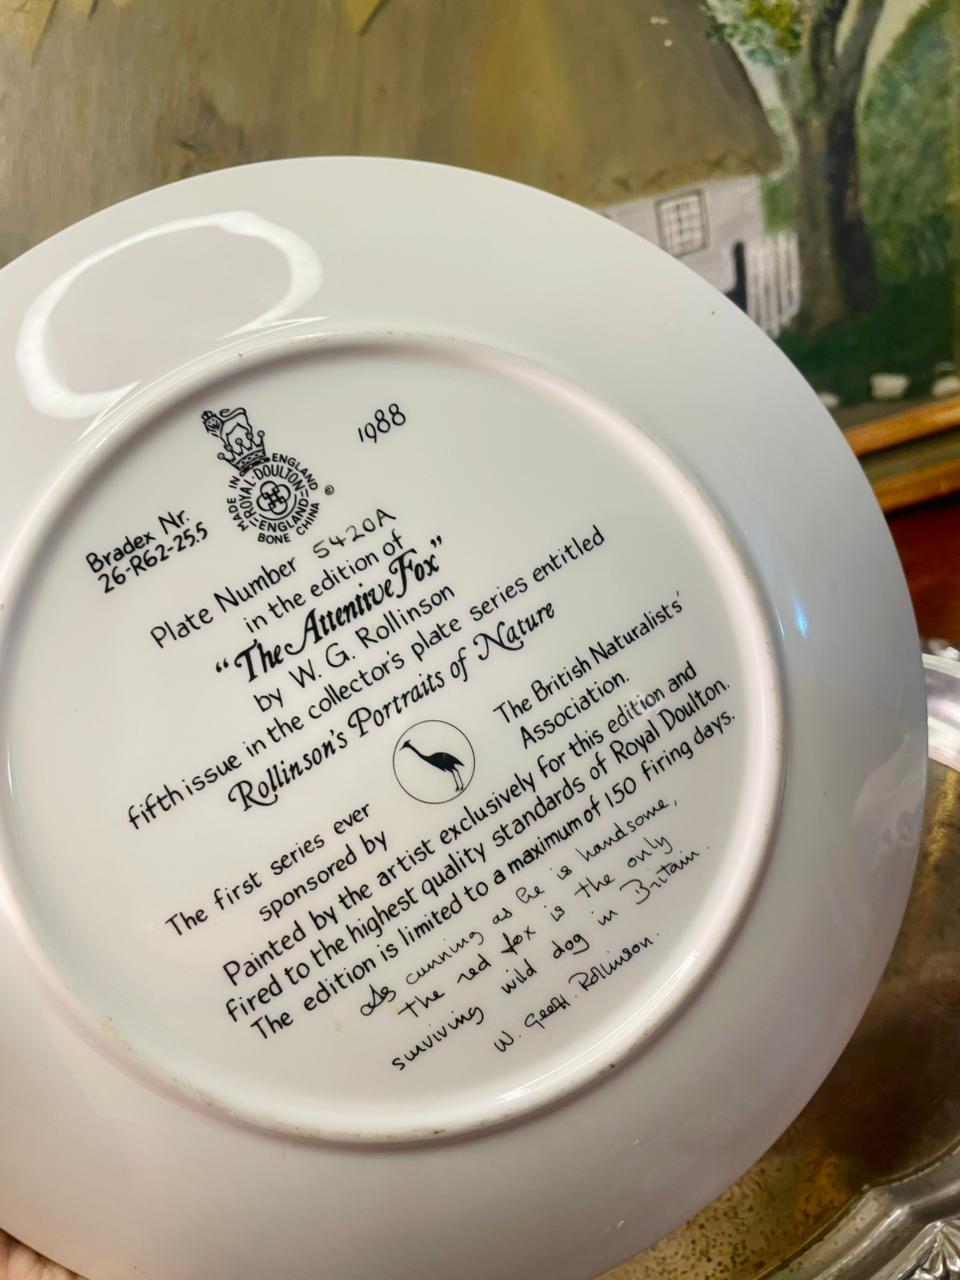 1988
MADE IN ENGLAND
ROYAL·DOULTON
ENGLAND
BONE CHINA
®
Bradex Nr.
26-R62-25.5
Plate Number 5420A
in the edition of
“The Attentive Fox”
by W. G. Rollinson
fifth issue in the collector's plate series entitled
Rollinson's Portraits of Nature
The first series ever
sponsored by
The British Naturalists'
Association.
Painted by the artist exclusively for this edition and
fired to the highest quality standards of Royal Doulton.
The edition is limited to a maximum of 150 firing days.
As cunning as he is handsome,
the red fox is the only
surviving wild dog in Britain.
W. Geoff. Rollinson.